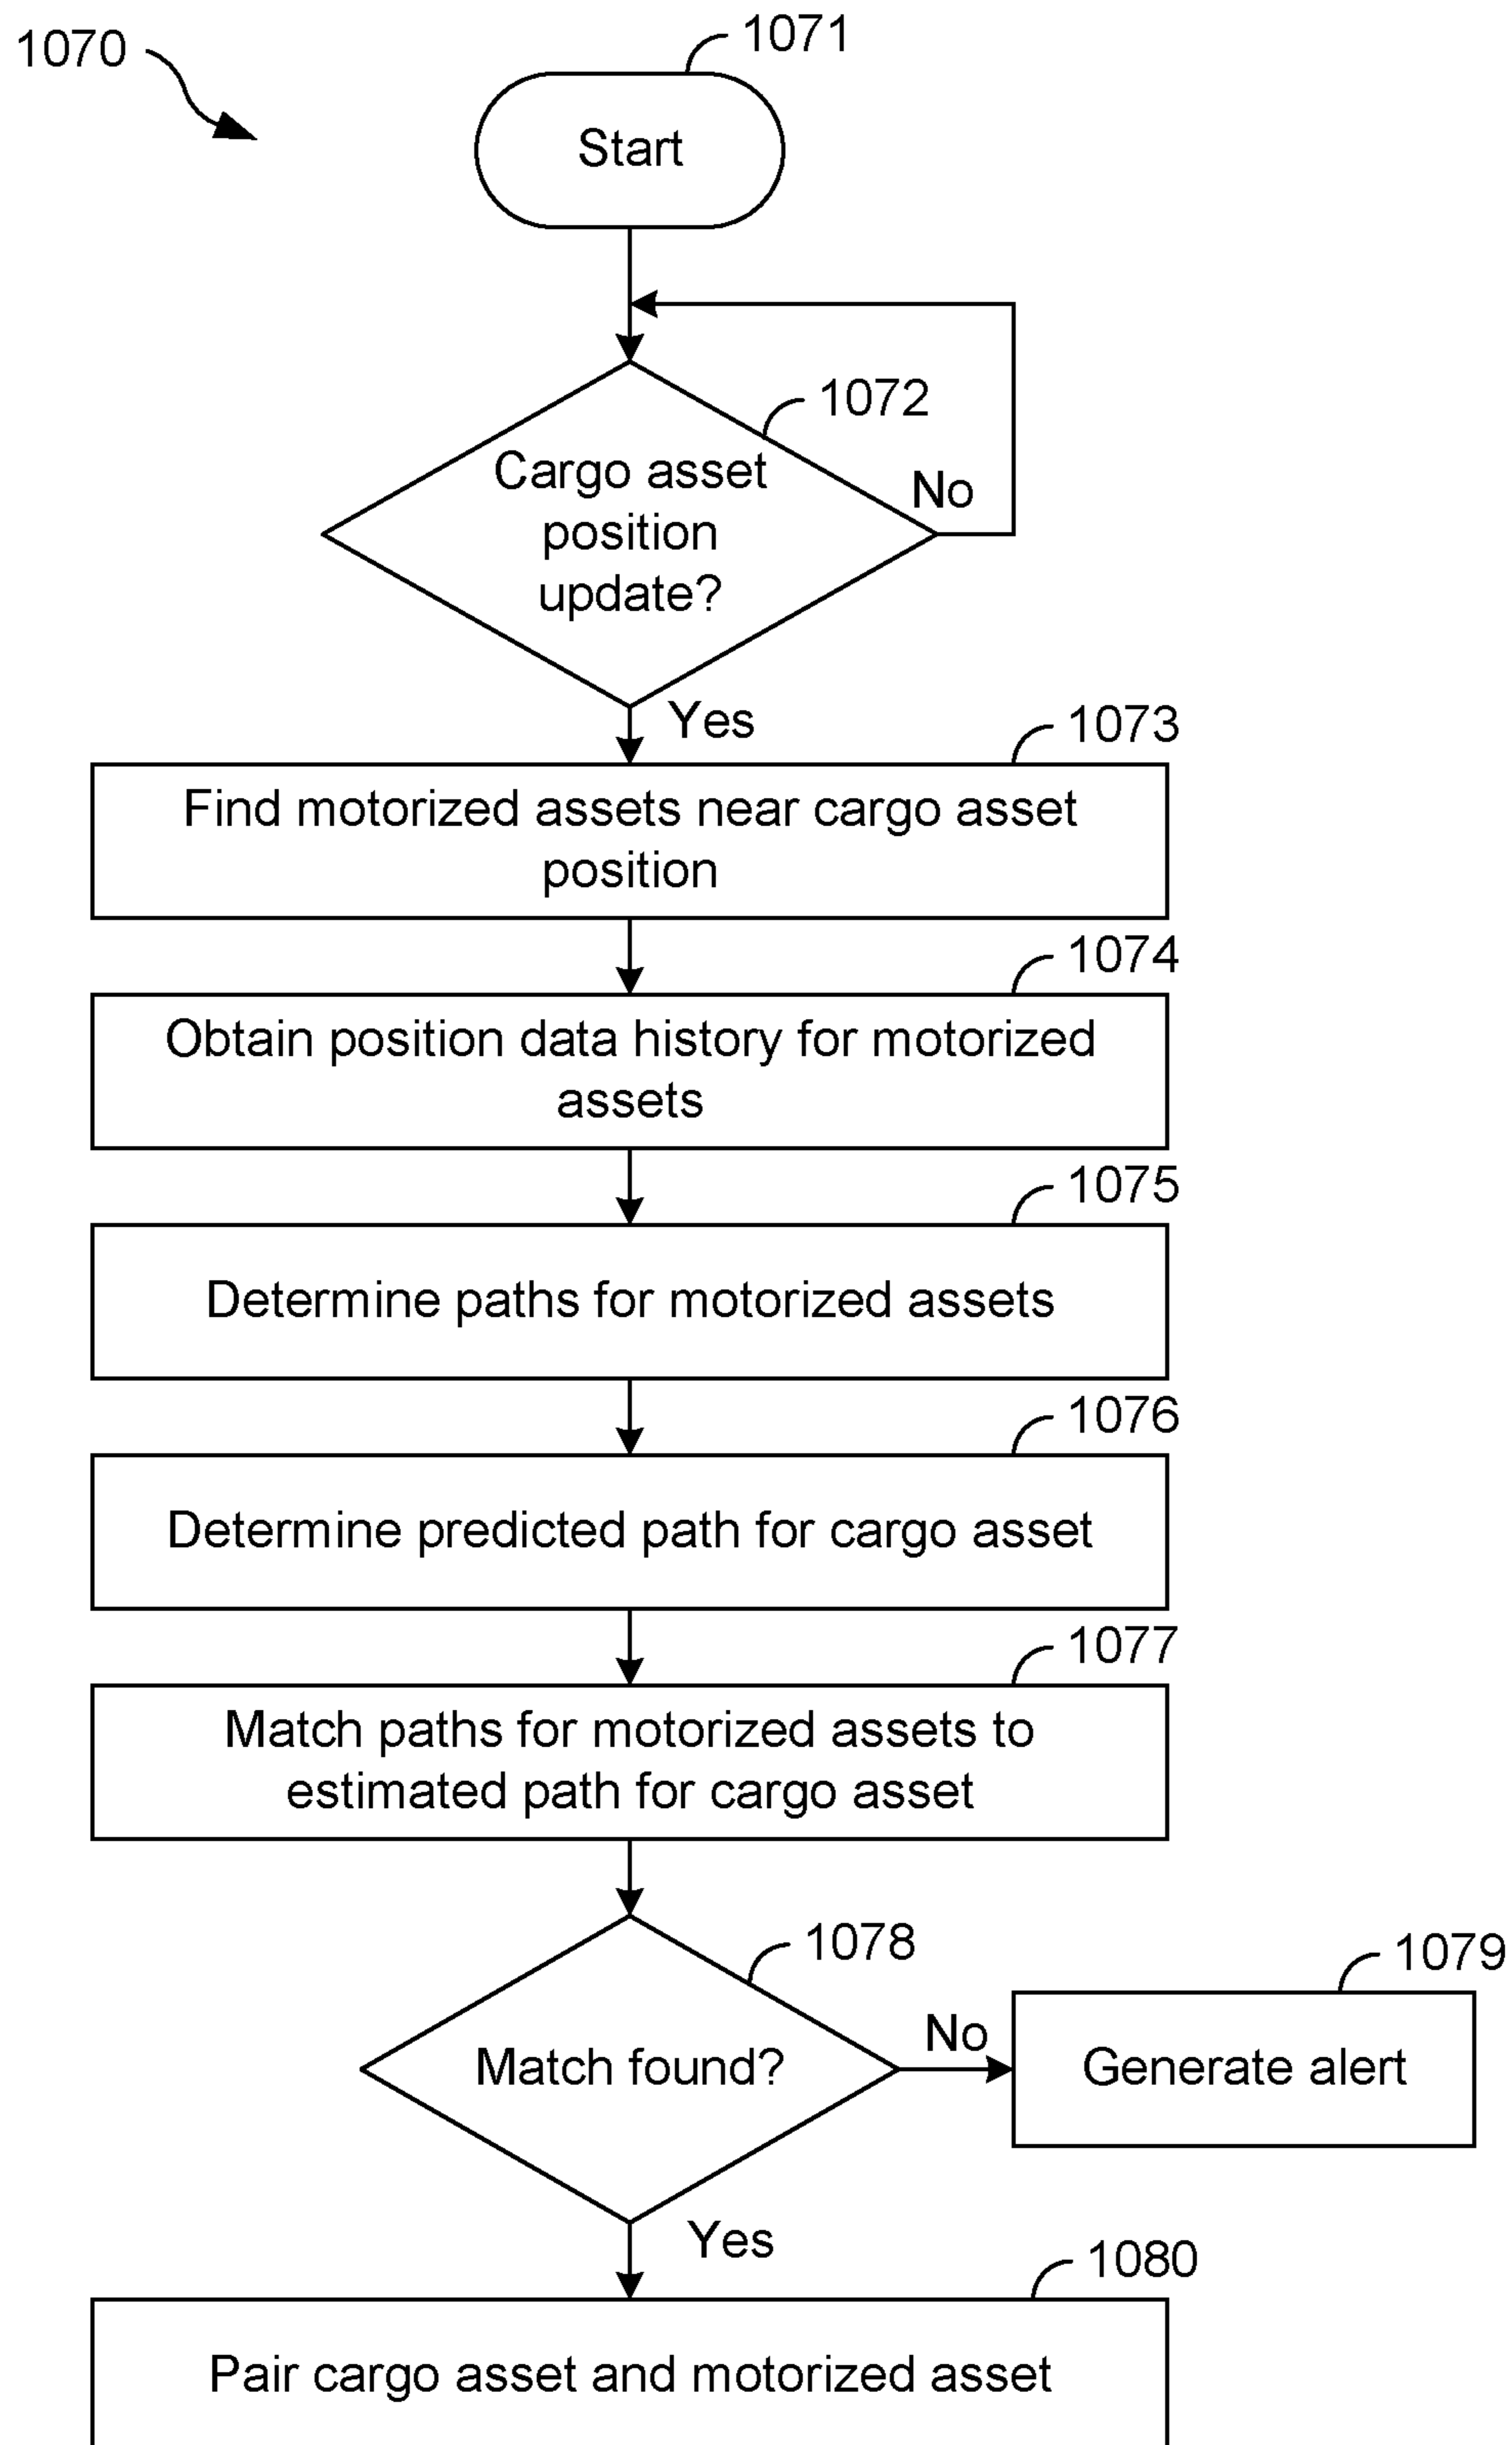 1070
1071
Start
1072
Cargo asset
position
update?
No
Yes
1073
Find motorized assets near cargo asset
position
1074
Obtain position data history for motorized
assets
1075
Determine paths for motorized assets
1076
Determine predicted path for cargo asset
1077
Match paths for motorized assets to
estimated path for cargo asset
1078
Match found?
No
1079
Generate alert
Yes
1080
Pair cargo asset and motorized asset